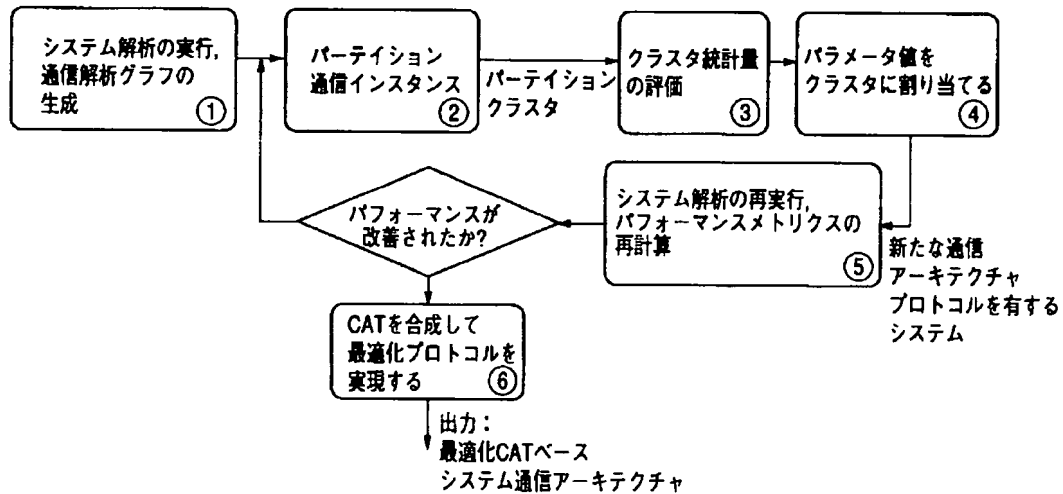 システム解析の実行,
通信解析グラフの
生成
①
パーテイション
通信インスタンス
②
パーテイション
クラスタ
クラスタ統計量
の評価
③
パラメータ値を
クラスタに割り当てる
④
システム解析の再実行,
パフォーマンスメトリクスの
再計算
⑤
新たな通信
アーキテクチャ
プロトコルを有する
システム
パフォーマンスが
改善されたか?
CATを合成して
最適化プロトコルを
実現する
⑥
出力:
最適化CATベース
システム通信アーキテクチャ